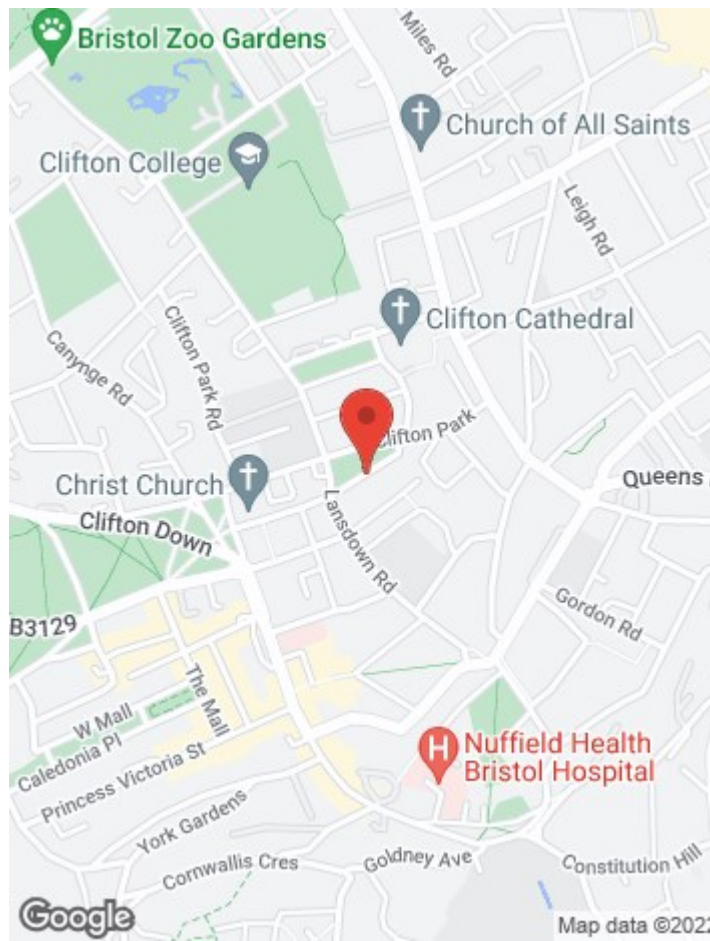 Bristol Zoo Gardens
Miles Rd
Church of All Saints
Clifton College
Leigh Rd
Clifton Cathedral
Canynge Rd
Clifton Park Rd
Clifton Park
Queens
Christ Church
Clifton Down
Lansdown Rd
Gordon Rd
B3129
The Mall
W Mall
Caledonia Pl
Princess Victoria St
H
Nuffield Health
Bristol Hospital
York Gardens
Cornwallis Cres
Goldney Ave
Constitution Hill
Google
Map data ©2022